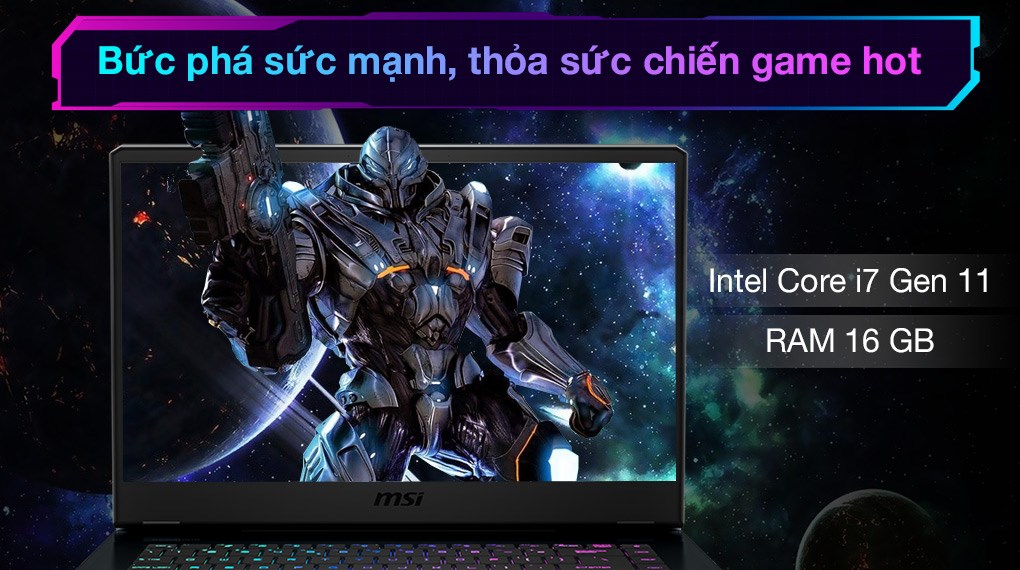 Bức phá sức mạnh, thỏa sức chiến game hot
Intel Core i7 Gen 11
RAM 16 GB
msi